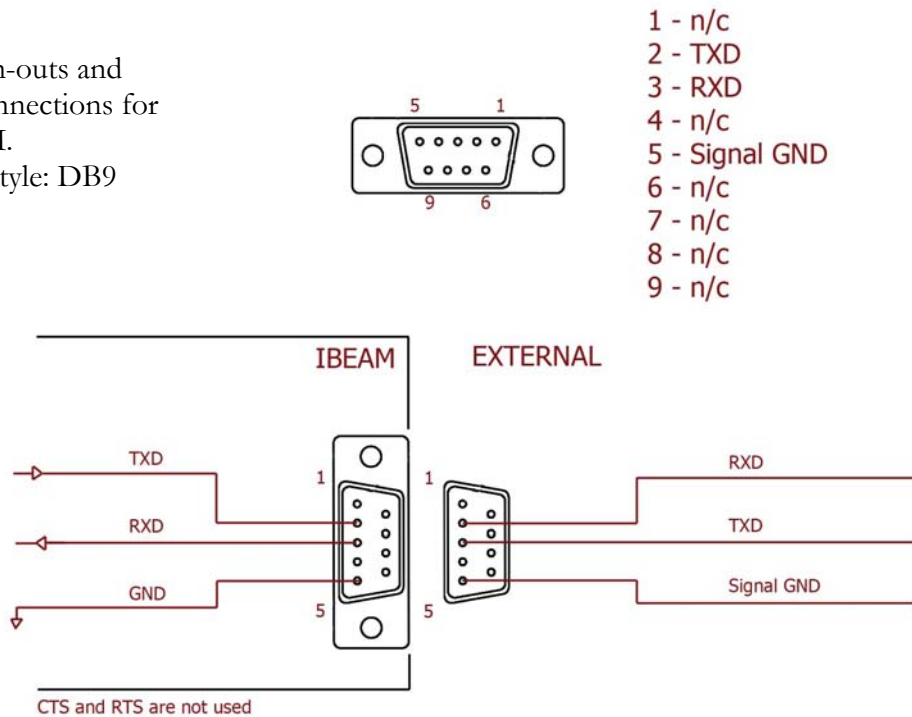 1 - n/c
2 - TXD
3 - RXD
4 - n/c
5 - Signal GND
6 - n/c
7 - n/c
8 - n/c
9 - n/c
n-outs and
nnections for
tyle: DB9
5 1
9 6
IBEAM EXTERNAL
TXD
RXD
GND
1
5
1
5
RXD
TXD
Signal GND
CTS and RTS are not used